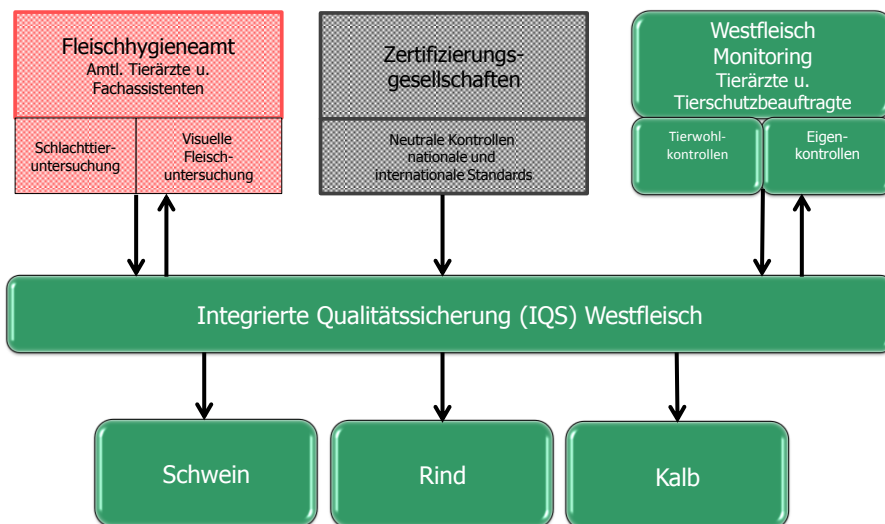 Fleischhygieneamt
Amtl. Tierärzte u.
Fachassistenten
Schlachttier-
untersuchung
Visuelle
Fleisch-
untersuchung
Zertifizierungs-
gesellschaften
Neutrale Kontrollen
nationale und
internationale Standards
Westfleisch
Monitoring
Tierärzte u.
Tierschutzbeauftragte
Tierwohl-
kontrollen
Eigen-
kontrollen
Integrierte Qualitätssicherung (IQS) Westfleisch
Schwein
Rind
Kalb